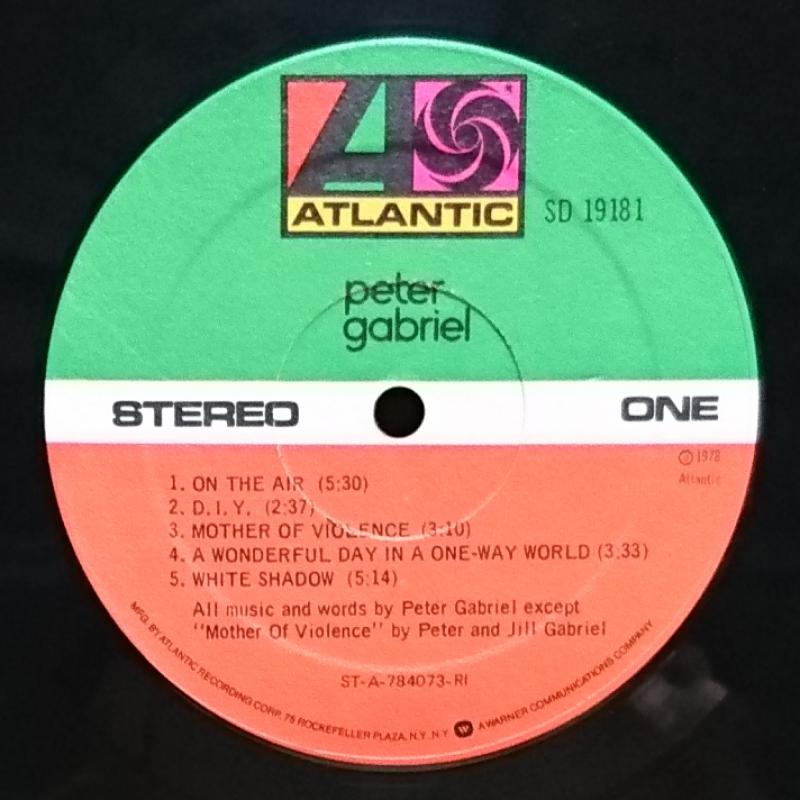 ATLANTIC
SD 19181
peter
gabriel
STEREO
ONE
℗ 1978
Atlantic
1. ON THE AIR (5:30)
2. D.I.Y. (2:37)
3. MOTHER OF VIOLENCE (3:10)
4. A WONDERFUL DAY IN A ONE-WAY WORLD (3:33)
5. WHITE SHADOW (5:14)
All music and words by Peter Gabriel except
"Mother Of Violence" by Peter and Jill Gabriel
ST-A-784073-RI
MFG. BY ATLANTIC RECORDING CORP. 75 ROCKEFELLER PLAZA, N.Y. N.Y. W A WARNER COMMUNICATIONS COMPANY